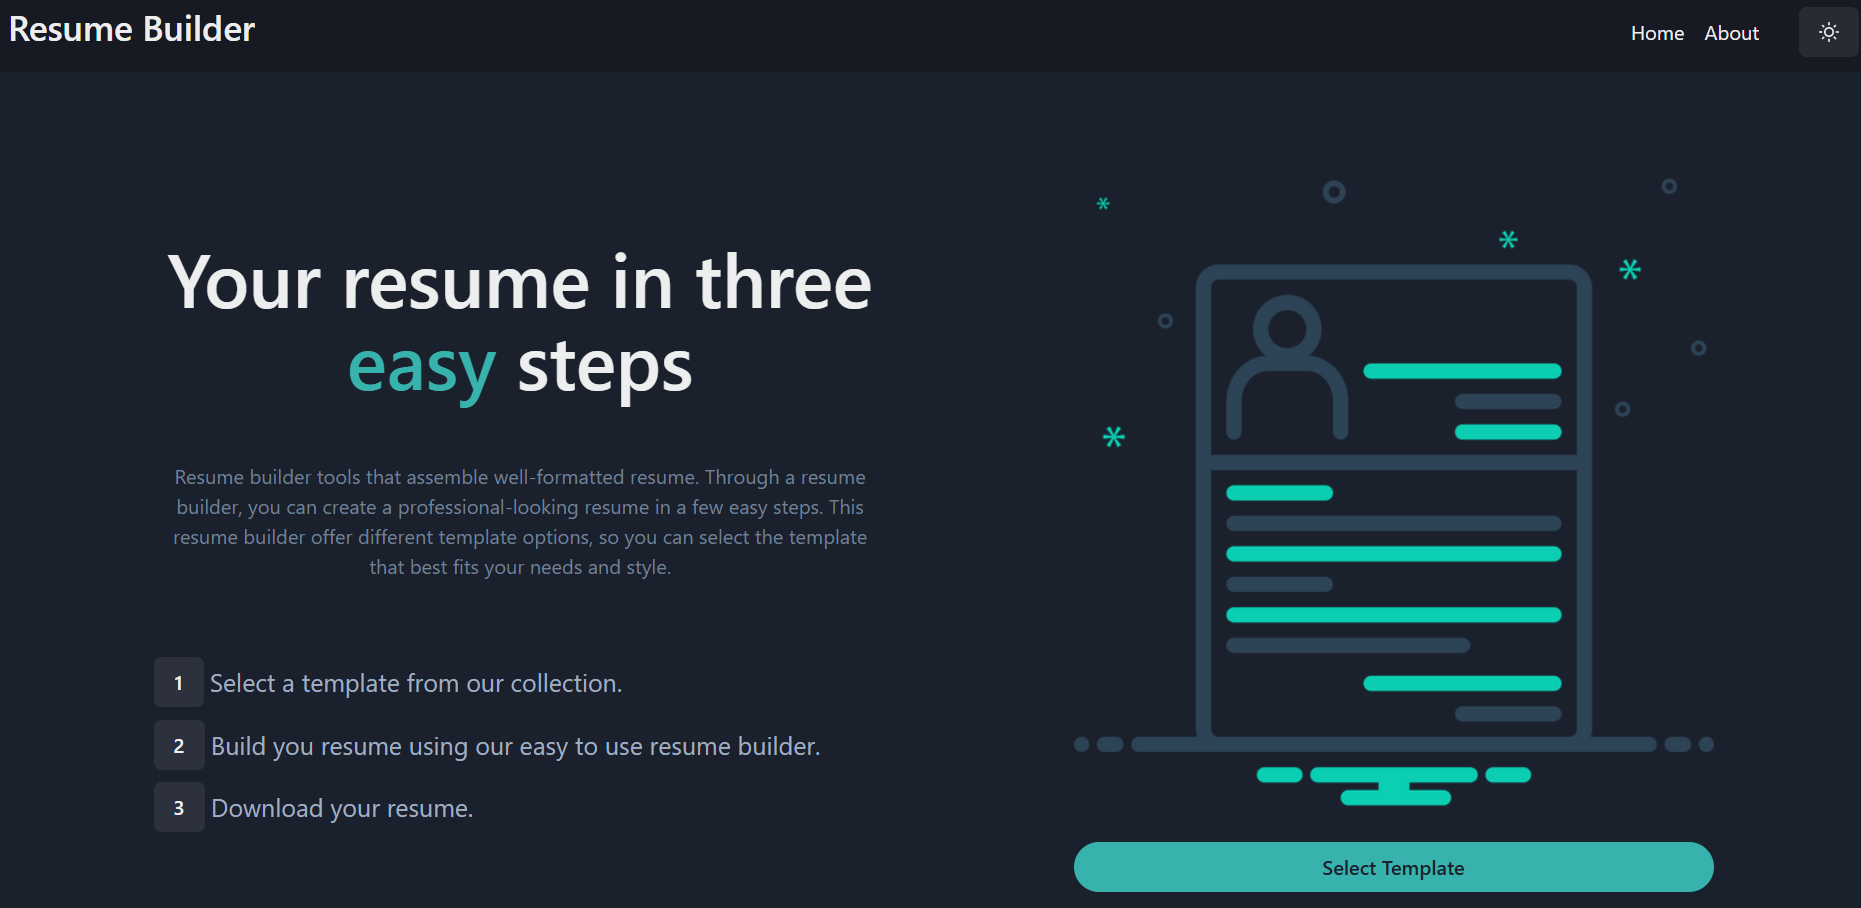 Resume Builder
Home About
Your resume in three
easy steps
Resume builder tools that assemble well-formatted resume. Through a resume
builder, you can create a professional-looking resume in a few easy steps. This
resume builder offer different template options, so you can select the template
that best fits your needs and style.
1 Select a template from our collection.
2 Build you resume using our easy to use resume builder.
3 Download your resume.
Select Template